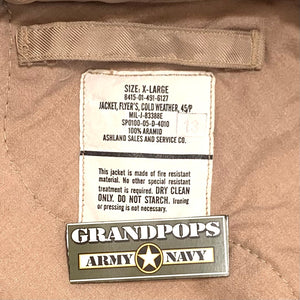 SIZE: X-LARGE
8415-01-491-6127
JACKET, FLYER'S, COLD WEATHER, 45/P
MIL-J-83388E
SP0100-05-D-4010
100% ARAMID
ASHLAND SALES AND SERVICE CO.
This jacket is made of fire resistant
material. No other special resistant
treatment is required. DRY CLEAN
ONLY. DO NOT STARCH. Ironing
or pressing is not necessary.
GRANDPOPS
ARMY NAVY